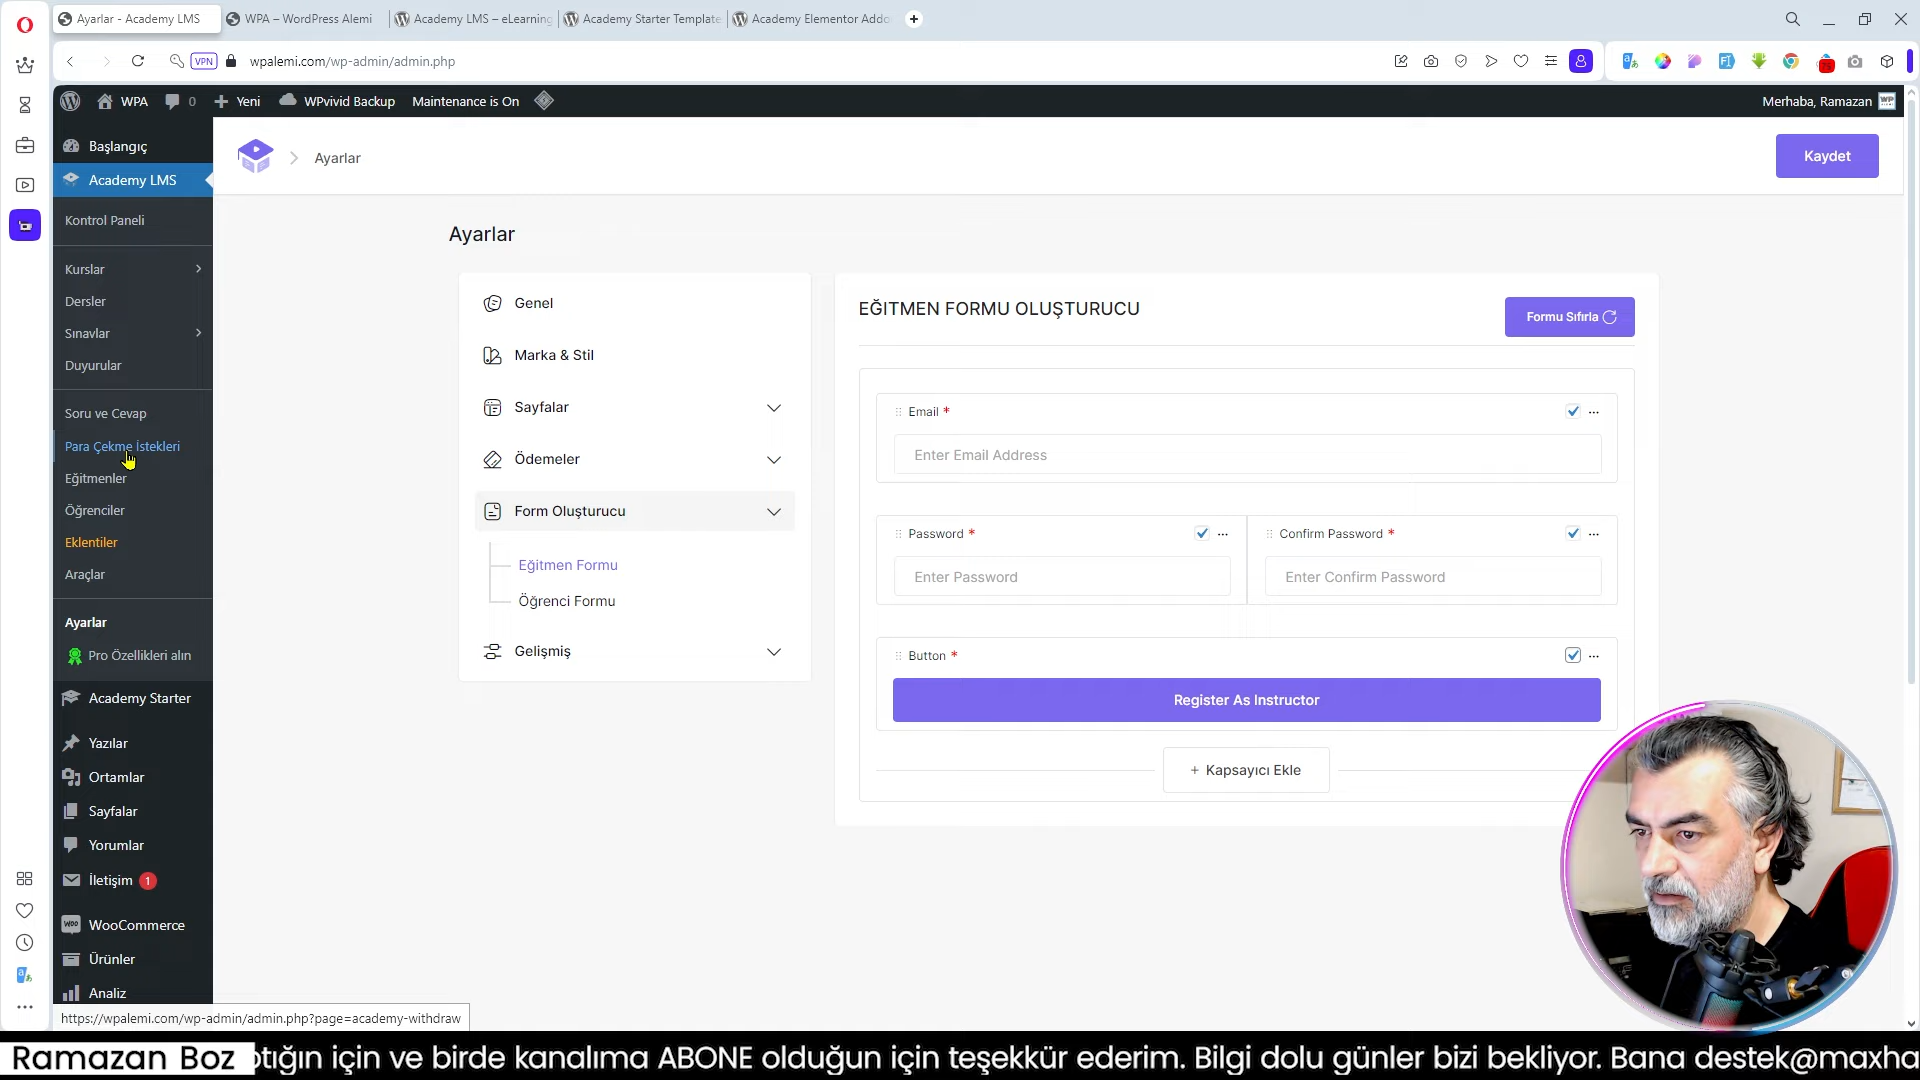 Ayarlar - Academy LMS
WPA – WordPress Alemi
Academy LMS – eLearning
Academy Starter Template
Academy Elementor Addo
VPN
wpalemi.com/wp-admin/admin.php
WPA
0
Yeni
WPvivid Backup
Maintenance is On
Merhaba, Ramazan
Başlangıç
Academy LMS
Kontrol Paneli
Kurslar
Dersler
Sınavlar
Duyurular
Soru ve Cevap
Para Çekme İstekleri
Eğitmenler
Öğrenciler
Eklentiler
Araçlar
Ayarlar
Pro Özellikleri alın
Academy Starter
Yazılar
Ortamlar
Sayfalar
Yorumlar
İletişim 1
WooCommerce
Ürünler
Analiz
Ayarlar
Kaydet
Ayarlar
Genel
Marka & Stil
Sayfalar
Ödemeler
Form Oluşturucu
Eğitmen Formu
Öğrenci Formu
Gelişmiş
EĞITMEN FORMU OLUŞTURUCU
Formu Sıfırla
Email *
Enter Email Address
Password *
Enter Password
Confirm Password *
Enter Confirm Password
Button *
Register As Instructor
+ Kapsayıcı Ekle
https://wpalemi.com/wp-admin/admin.php?page=academy-withdraw
Ramazan Boz
ptığın için ve birde kanalıma ABONE olduğun için teşekkür ederim. Bilgi dolu günler bizi bekliyor. Bana destek@maxha